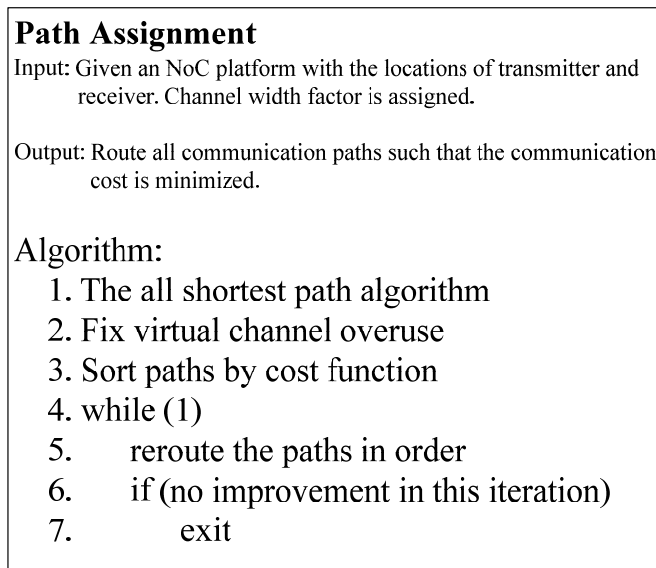 Path Assignment
Input: Given an NoC platform with the locations of transmitter and
receiver. Channel width factor is assigned.
Output: Route all communication paths such that the communication
cost is minimized.
Algorithm:
1. The all shortest path algorithm
2. Fix virtual channel overuse
3. Sort paths by cost function
4. while (1)
5. reroute the paths in order
6. if (no improvement in this iteration)
7. exit